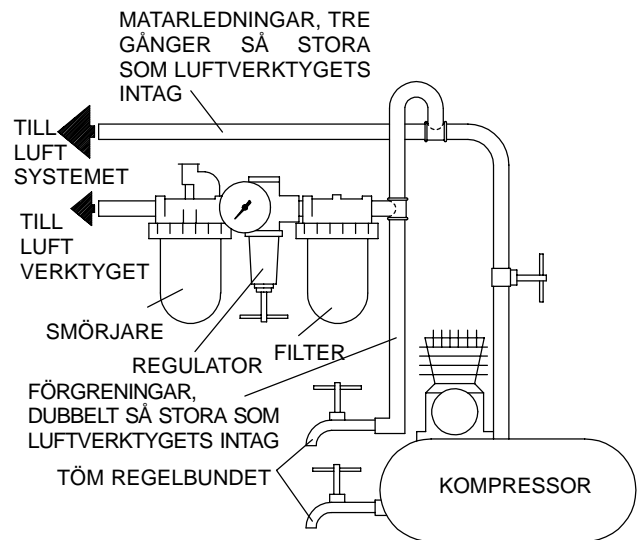 MATARLEDNINGAR, TRE
GÅNGER SÅ STORA
SOM LUFTVERKTYGETS
INTAG
TILL
LUFT
SYSTEMET
TILL
LUFT
VERKTYGET
SMÖRJARE
REGULATOR
FILTER
FÖRGRENINGAR,
DUBBELT SÅ STORA SOM
LUFTVERKTYGETS INTAG
TÖM REGELBUNDET
KOMPRESSOR